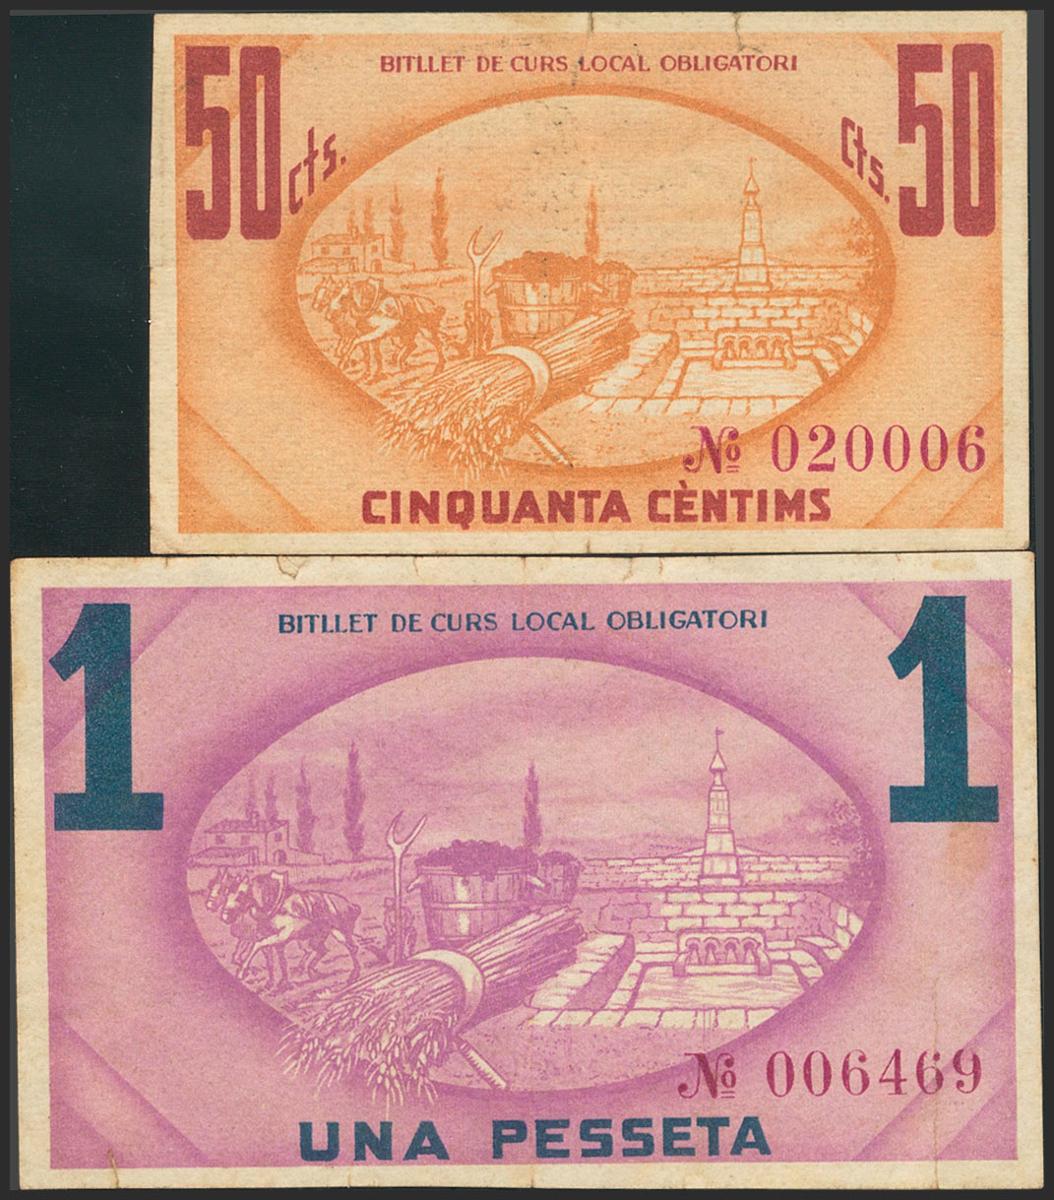 BITLLET DE CURS LOCAL OBLIGATORI
50 cts. cts. 50
Nº 020006
CINQUANTA CÈNTIMS
BITLLET DE CURS LOCAL OBLIGATORI
1 1
Nº 006469
UNA PESSETA